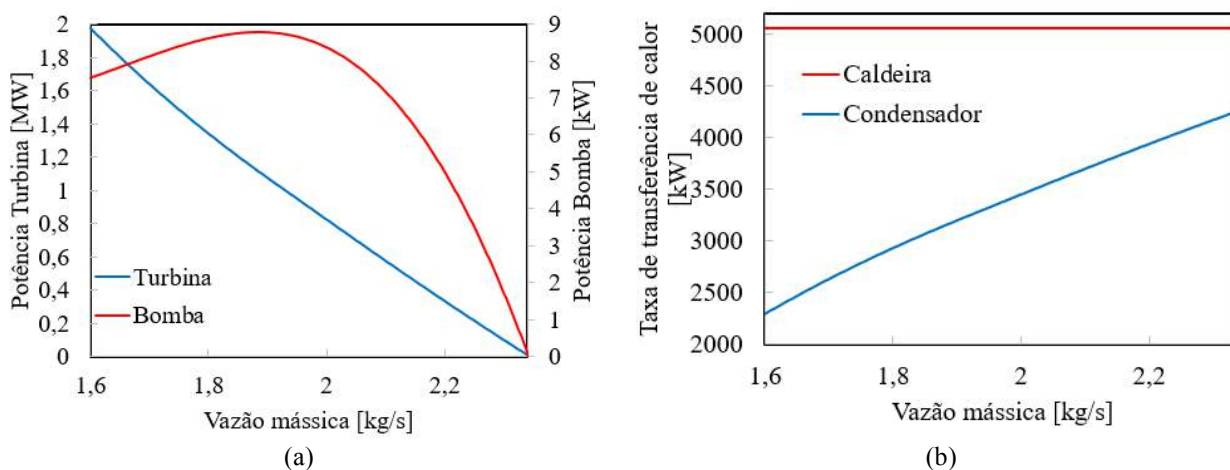 Potência Turbina [MW]
2
1,8
1,6
1,4
1,2
1
0,8
0,6
0,4
0,2
0
Turbina
Bomba
9
8
7
6
5
4
3
2
1
0
Potência Bomba [kW]
1,6 1,8 2 2,2
Vazão mássica [kg/s]
(a)
Taxa de transferência de calor
[kW]
5000
4500
4000
3500
3000
2500
2000
Caldeira
Condensador
1,6 1,8 2 2,2
Vazão mássica [kg/s]
(b)